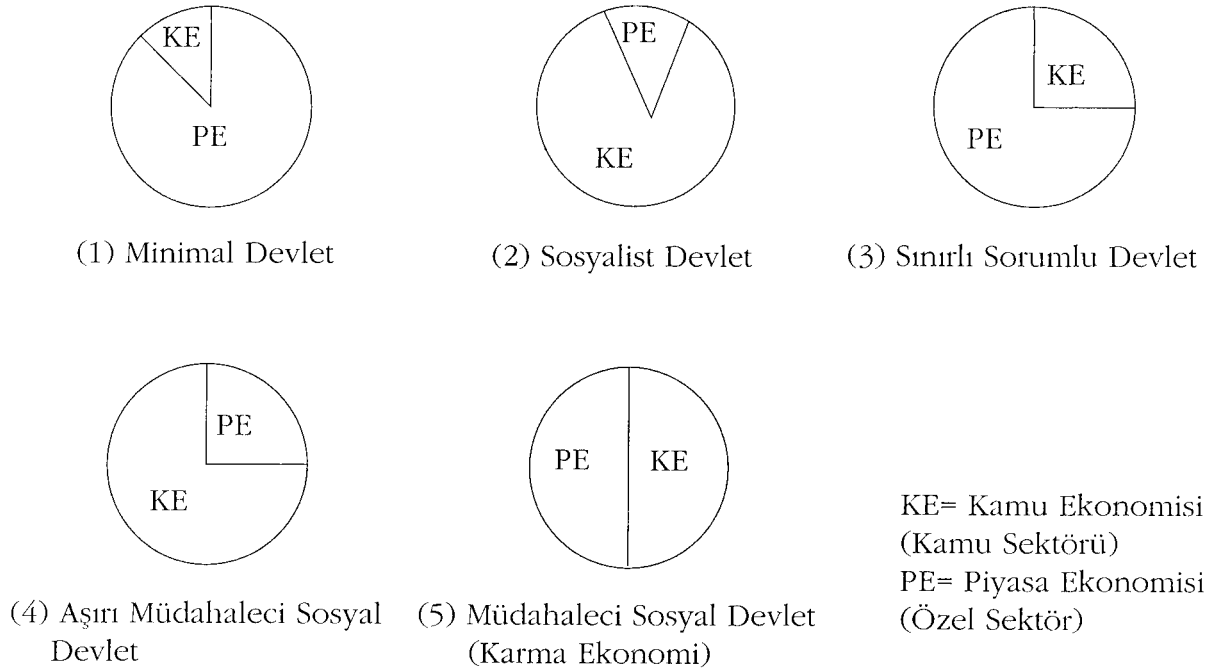 KE
PE
PE
KE
KE
PE
(1) Minimal Devlet
(2) Sosyalist Devlet
(3) Sınırlı Sorumlu Devlet
PE
KE
PE
KE
(4) Aşırı Müdahaleci Sosyal
Devlet
(5) Müdahaleci Sosyal Devlet
(Karma Ekonomi)
KE= Kamu Ekonomisi
(Kamu Sektörü)
PE= Piyasa Ekonomisi
(Özel Sektör)